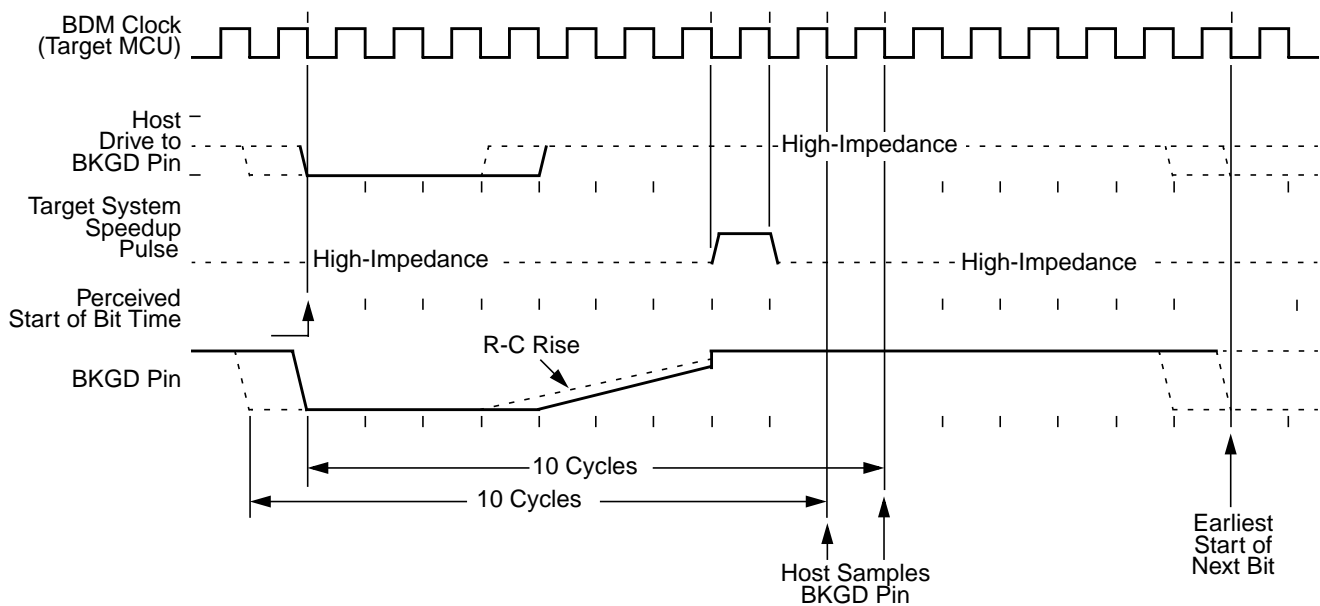 BDM Clock
(Target MCU)
Host
Drive to
BKGD Pin
High-Impedance
Target System
Speedup
Pulse
High-Impedance
High-Impedance
Perceived
Start of Bit Time
R-C Rise
BKGD Pin
10 Cycles
10 Cycles
Host Samples
BKGD Pin
Earliest
Start of
Next Bit